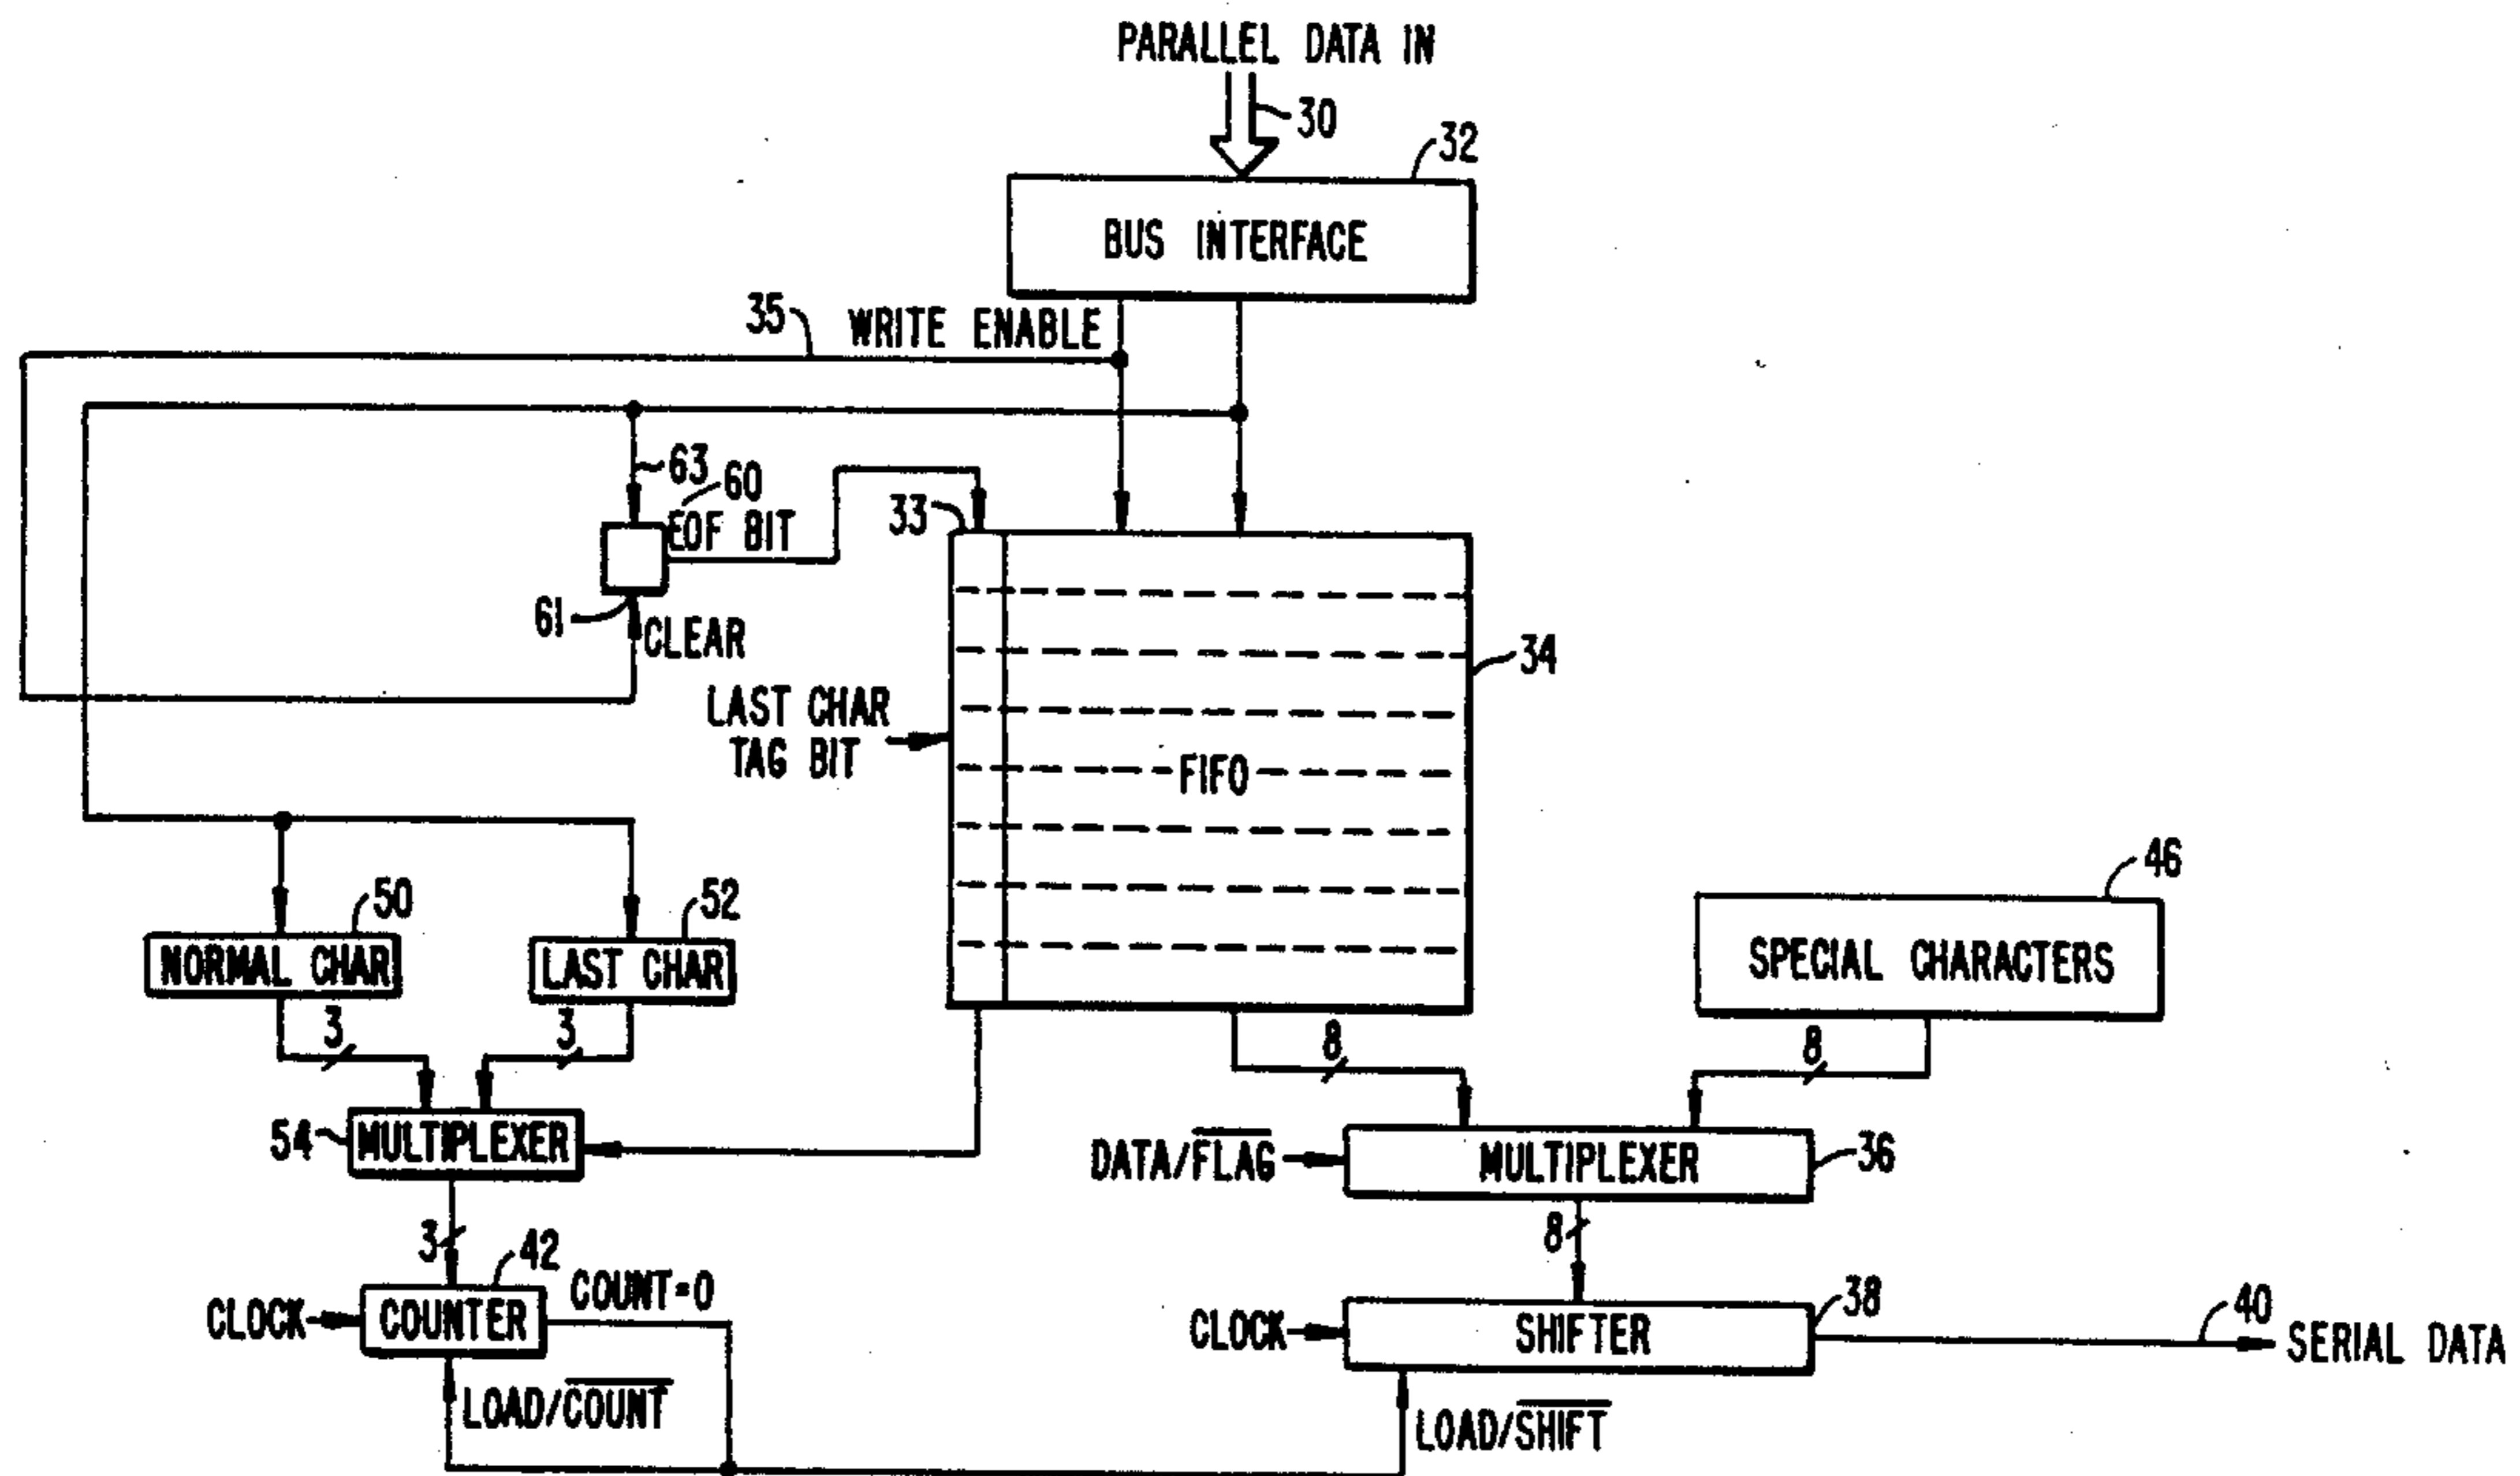 PARALLEL DATA IN
30
32
BUS INTERFACE
35
WRITE ENABLE
63
60
EOF BIT
33
61
CLEAR
34
LAST CHAR
TAG BIT
FIFO
50
52
46
NORMAL CHAR
LAST CHAR
SPECIAL CHARACTERS
3
3
8
8
54
MULTIPLEXER
DATA/FLAG
MULTIPLEXER
36
3
42
8
COUNT=0
38
40
CLOCK
COUNTER
CLOCK
SHIFTER
SERIAL DATA
LOAD/COUNT
LOAD/SHIFT